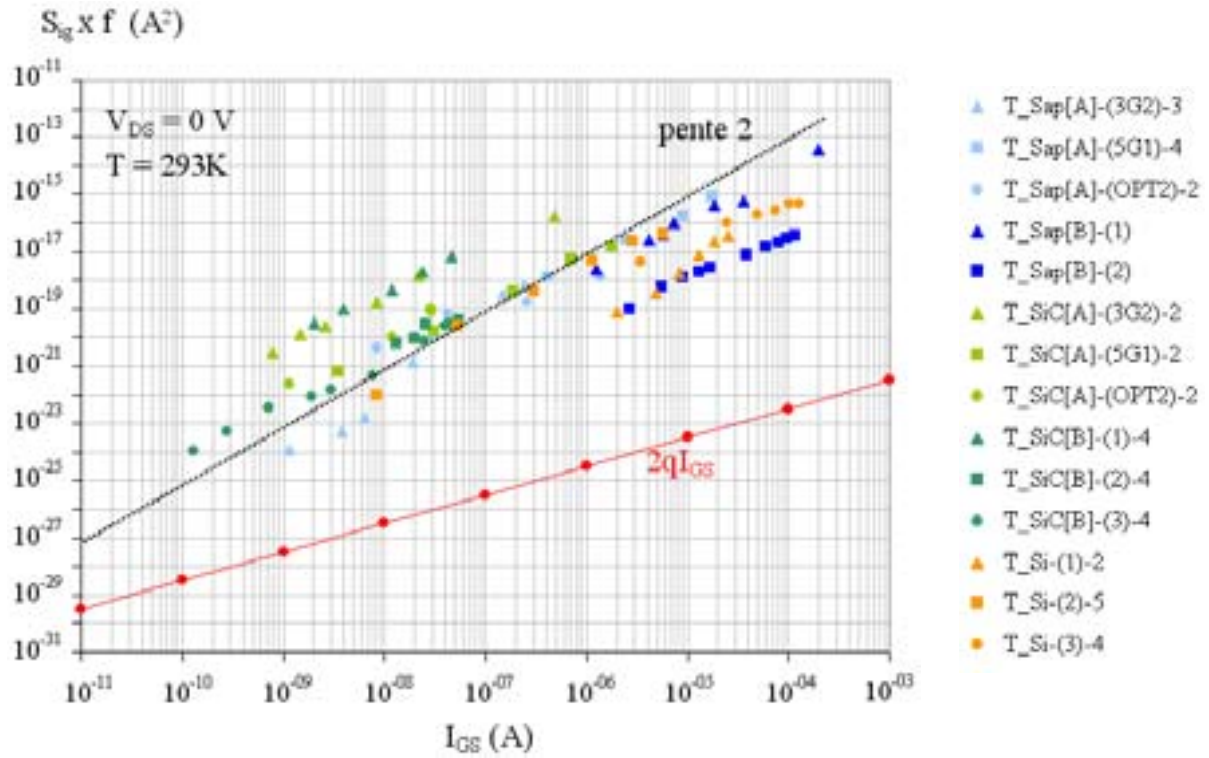 S_ig x f (A²)
10⁻¹¹
10⁻¹³
10⁻¹⁵
10⁻¹⁷
10⁻¹⁹
10⁻²¹
10⁻²³
10⁻²⁵
10⁻²⁷
10⁻²⁹
10⁻³¹
V_DS = 0 V
T = 293K
pente 2
2qI_GS
10⁻¹¹ 10⁻¹⁰ 10⁻⁰⁹ 10⁻⁰⁸ 10⁻⁰⁷ 10⁻⁰⁶ 10⁻⁰⁵ 10⁻⁰⁴ 10⁻⁰³
I_GS (A)
T_Sap[A]-(3G2)-3
T_Sap[A]-(5G1)-4
T_Sap[A]-(OPT2)-2
T_Sap[B]-(1)
T_Sap[B]-(2)
T_SiC[A]-(3G2)-2
T_SiC[A]-(5G1)-2
T_SiC[A]-(OPT2)-2
T_SiC[B]-(1)-4
T_SiC[B]-(2)-4
T_SiC[B]-(3)-4
T_Si-(1)-2
T_Si-(2)-5
T_Si-(3)-4